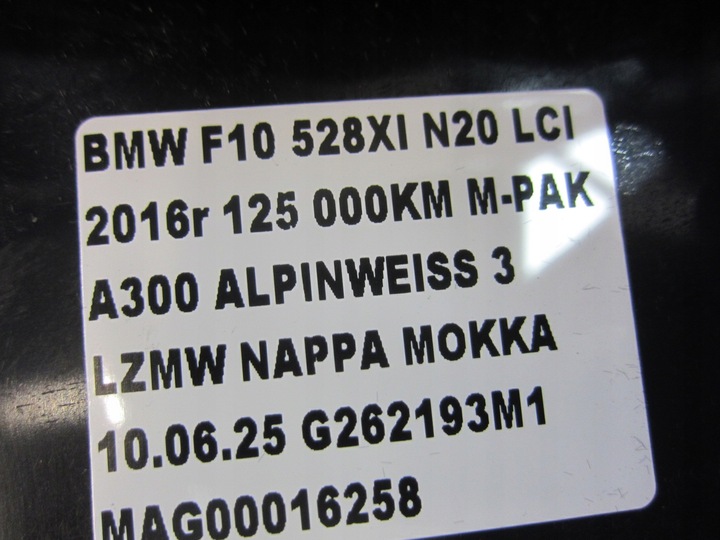 BMW F10 528XI N20 LCI
2016r 125 000KM M-PAK
A300 ALPINWEISS 3
LZMW NAPPA MOKKA
10.06.25 G262193M1
MAG00016258